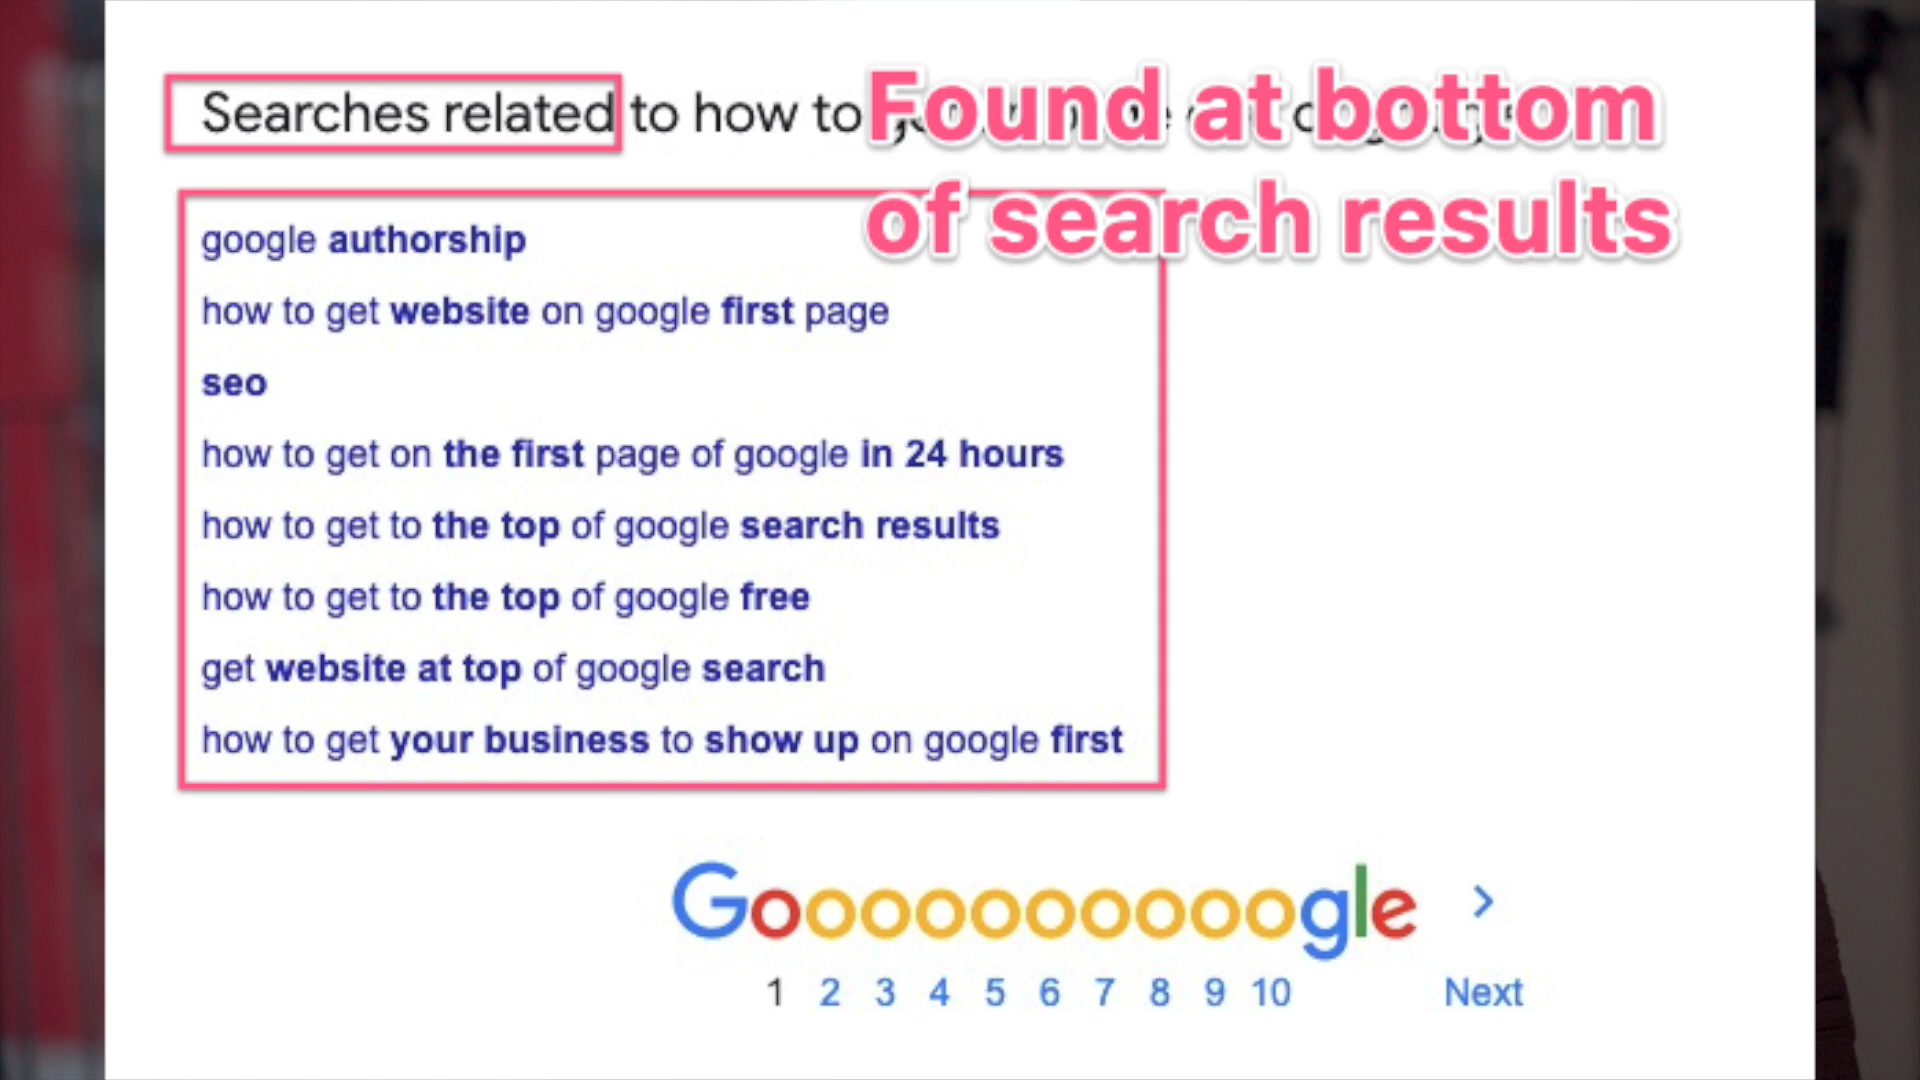 Searches related to how to
Found at bottom
of search results
google authorship
how to get website on google first page
seo
how to get on the first page of google in 24 hours
how to get to the top of google search results
how to get to the top of google free
get website at top of google search
how to get your business to show up on google first
Goooooooooogle >
1 2 3 4 5 6 7 8 9 10 Next